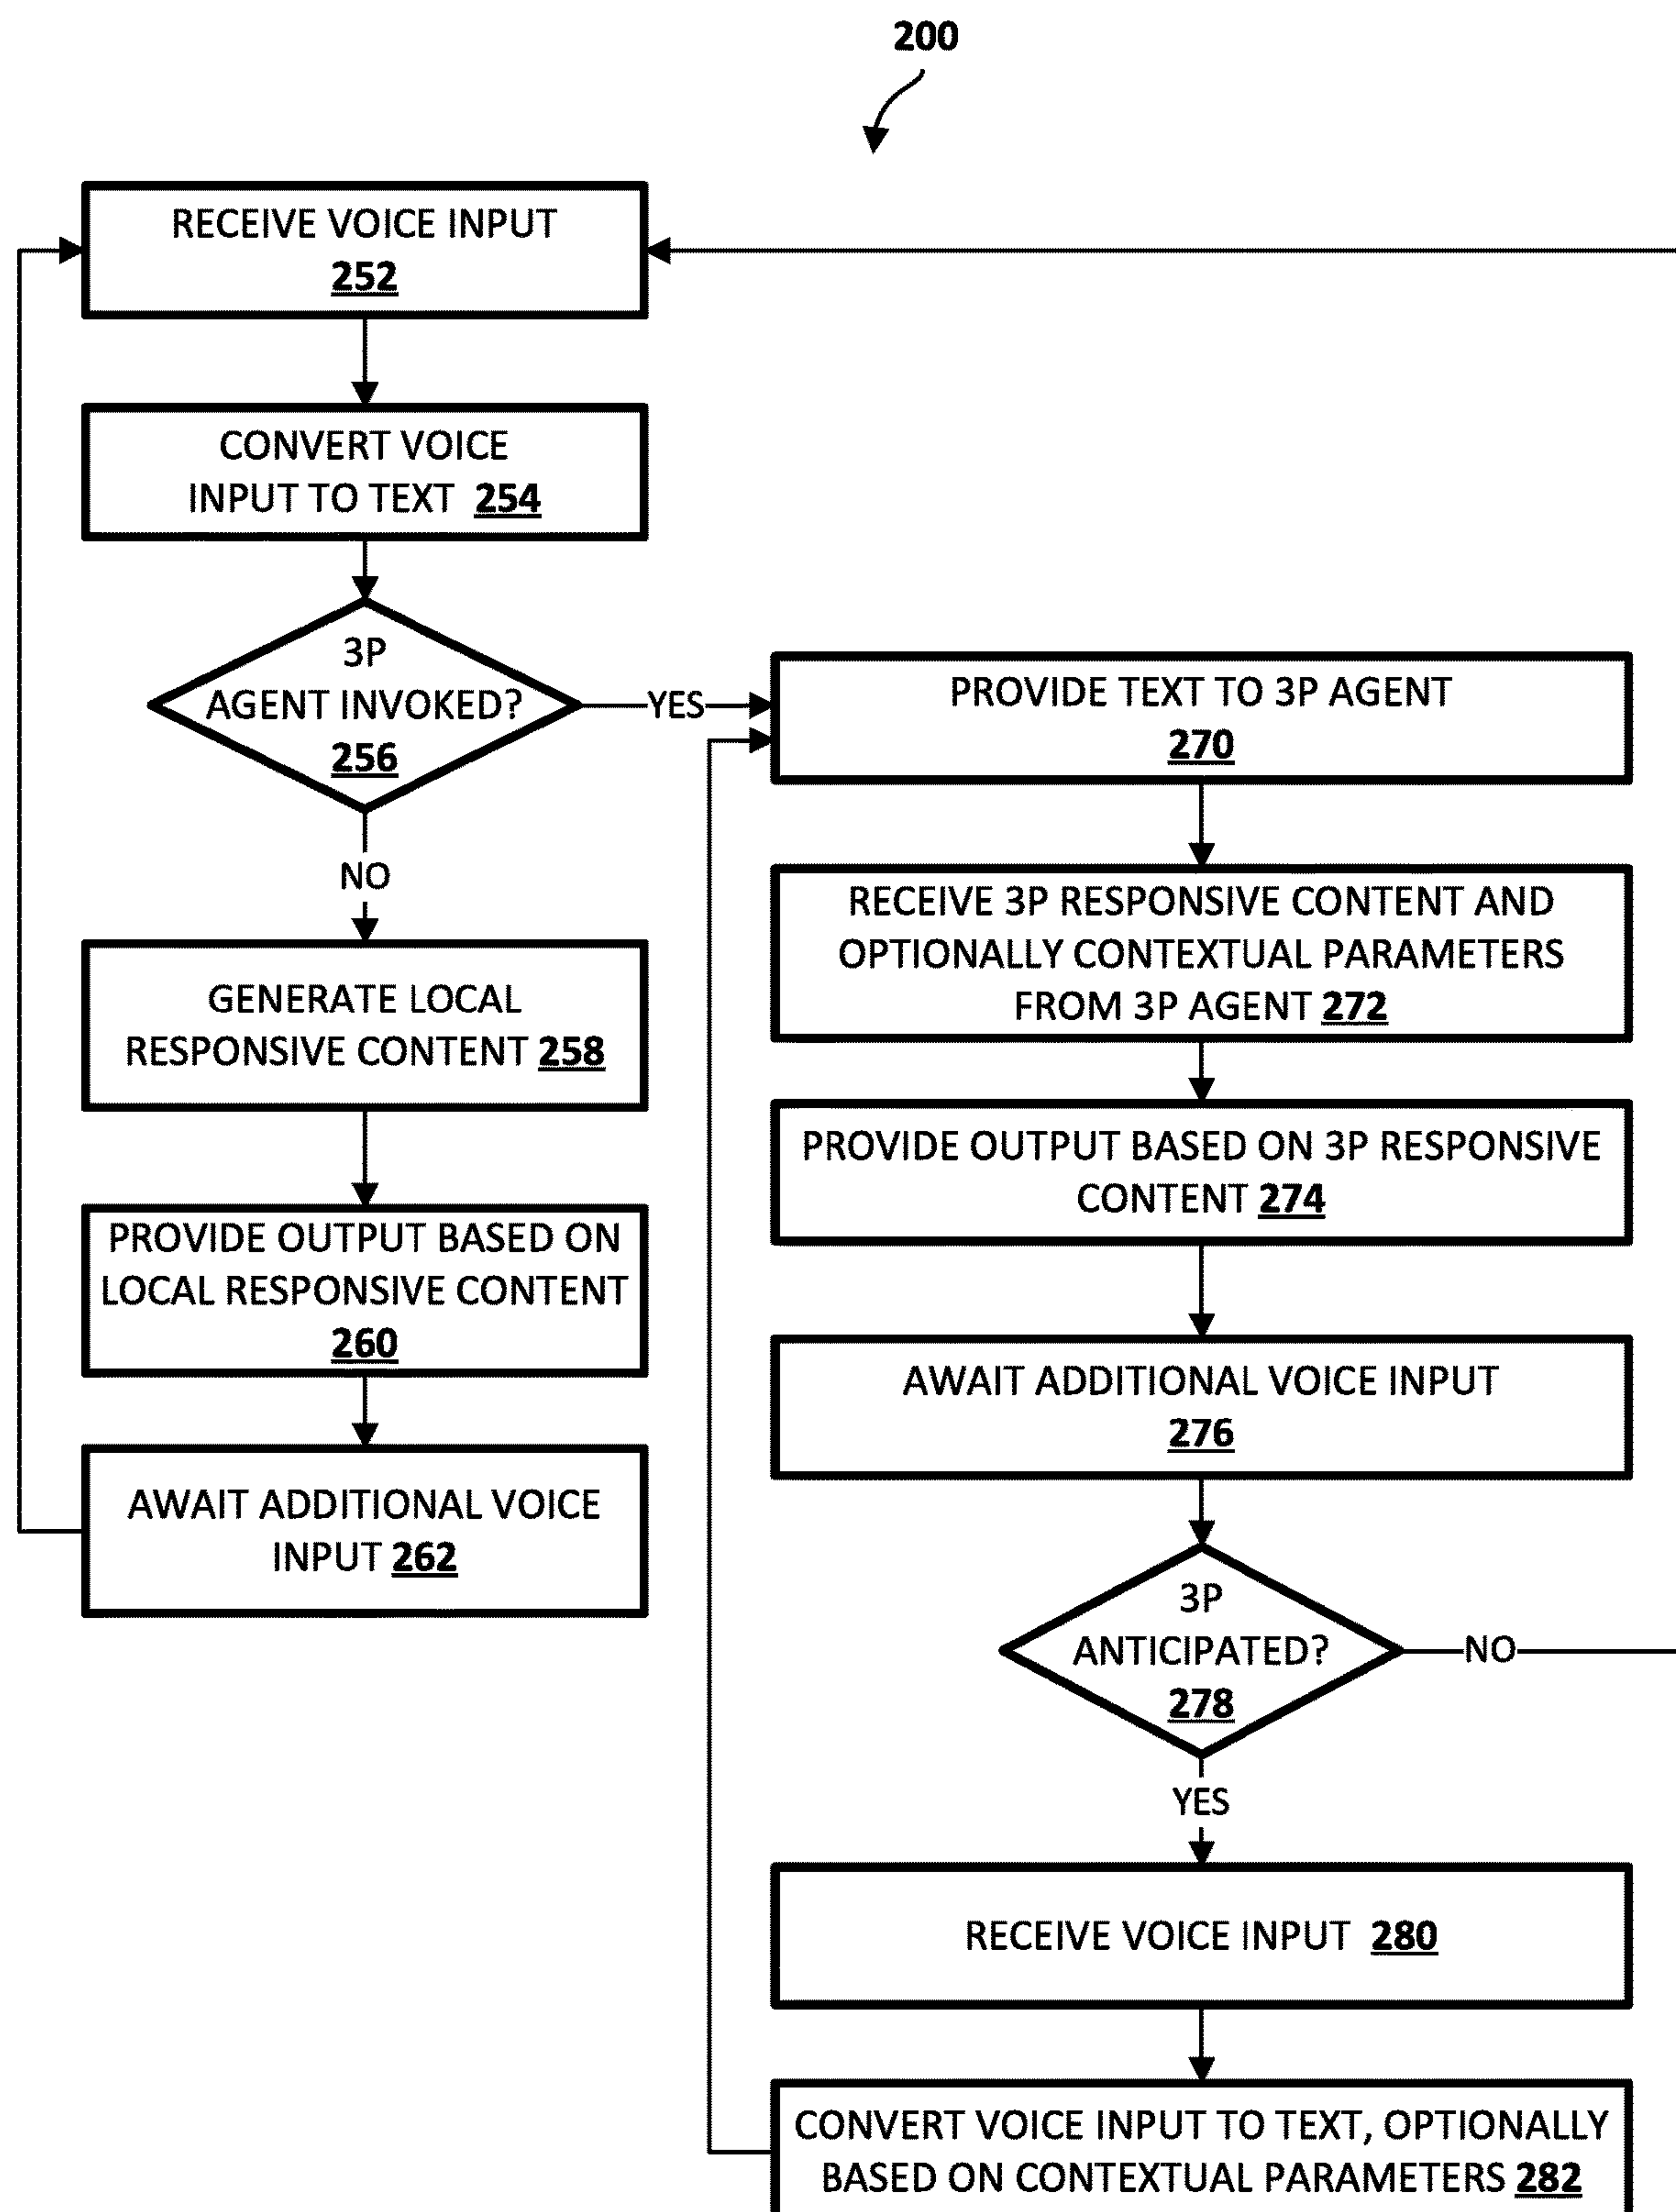 200
RECEIVE VOICE INPUT
252
CONVERT VOICE
INPUT TO TEXT 254
3P
AGENT INVOKED?
256
YES
NO
GENERATE LOCAL
RESPONSIVE CONTENT 258
PROVIDE OUTPUT BASED ON
LOCAL RESPONSIVE CONTENT
260
AWAIT ADDITIONAL VOICE
INPUT 262
PROVIDE TEXT TO 3P AGENT
270
RECEIVE 3P RESPONSIVE CONTENT AND
OPTIONALLY CONTEXTUAL PARAMETERS
FROM 3P AGENT 272
PROVIDE OUTPUT BASED ON 3P RESPONSIVE
CONTENT 274
AWAIT ADDITIONAL VOICE INPUT
276
3P
ANTICIPATED?
278
NO
YES
RECEIVE VOICE INPUT 280
CONVERT VOICE INPUT TO TEXT, OPTIONALLY
BASED ON CONTEXTUAL PARAMETERS 282